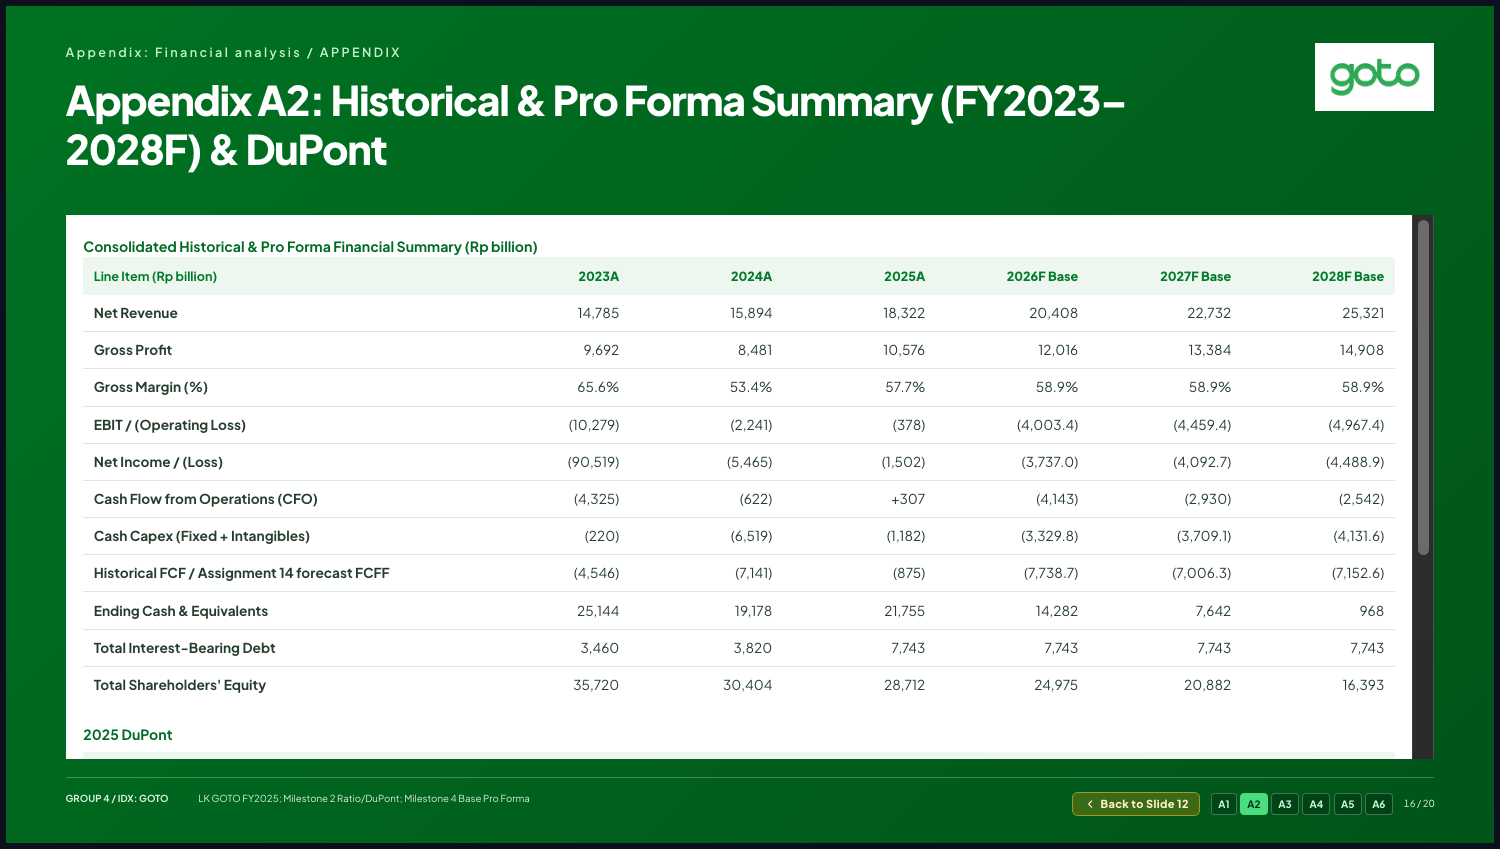 Appendix: Financial analysis / APPENDIX
goto
Appendix A2: Historical & Pro Forma Summary (FY2023–
2028F) & DuPont
Consolidated Historical & Pro Forma Financial Summary (Rp billion)
Line Item (Rp billion) 2023A 2024A 2025A 2026F Base 2027F Base 2028F Base
Net Revenue 14,785 15,894 18,322 20,408 22,732 25,321
Gross Profit 9,692 8,481 10,576 12,016 13,384 14,908
Gross Margin (%) 65.6% 53.4% 57.7% 58.9% 58.9% 58.9%
EBIT / (Operating Loss) (10,279) (2,241) (378) (4,003.4) (4,459.4) (4,967.4)
Net Income / (Loss) (90,519) (5,465) (1,502) (3,737.0) (4,092.7) (4,488.9)
Cash Flow from Operations (CFO) (4,325) (622) +307 (4,143) (2,930) (2,542)
Cash Capex (Fixed + Intangibles) (220) (6,519) (1,182) (3,329.8) (3,709.1) (4,131.6)
Historical FCF / Assignment 14 forecast FCFF (4,546) (7,141) (875) (7,738.7) (7,006.3) (7,152.6)
Ending Cash & Equivalents 25,144 19,178 21,755 14,282 7,642 968
Total Interest-Bearing Debt 3,460 3,820 7,743 7,743 7,743 7,743
Total Shareholders' Equity 35,720 30,404 28,712 24,975 20,882 16,393
2025 DuPont
GROUP 4 / IDX: GOTO LK GOTO FY2025; Milestone 2 Ratio/DuPont; Milestone 4 Base Pro Forma
Back to Slide 12 A1 A2 A3 A4 A5 A6 16 / 20